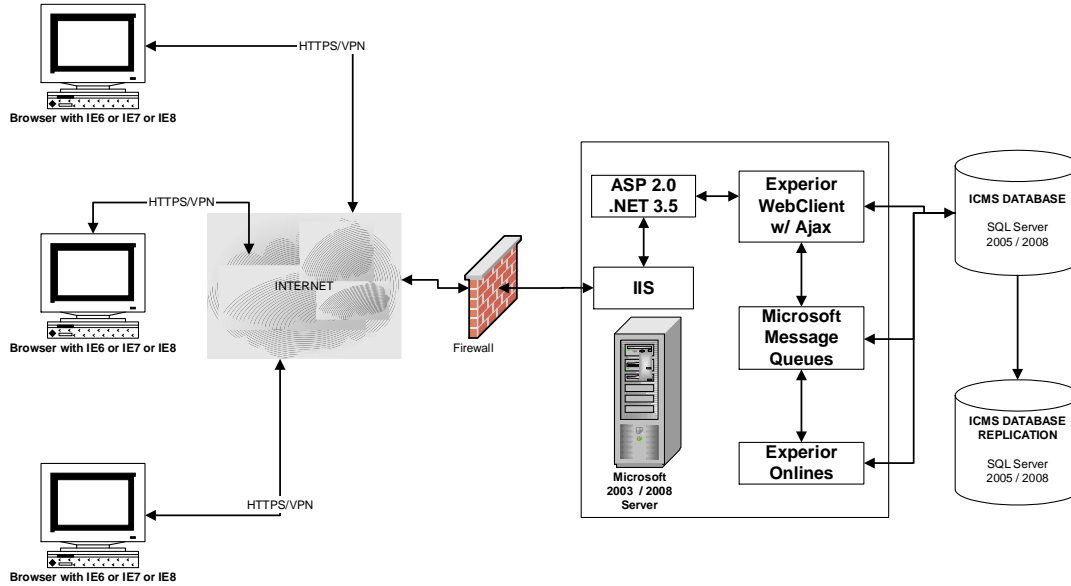 HTTPS/VPN
Browser with IE6 or IE7 or IE8
HTTPS/VPN
Browser with IE6 or IE7 or IE8
HTTPS/VPN
Browser with IE6 or IE7 or IE8
INTERNET
Firewall
ASP 2.0
.NET 3.5
IIS
Microsoft
2003 / 2008
Server
Experior
WebClient
w/ Ajax
Microsoft
Message
Queues
Experior
Onlines
ICMS DATABASE
SQL Server
2005 / 2008
ICMS DATABASE
REPLICATION
SQL Server
2005 / 2008